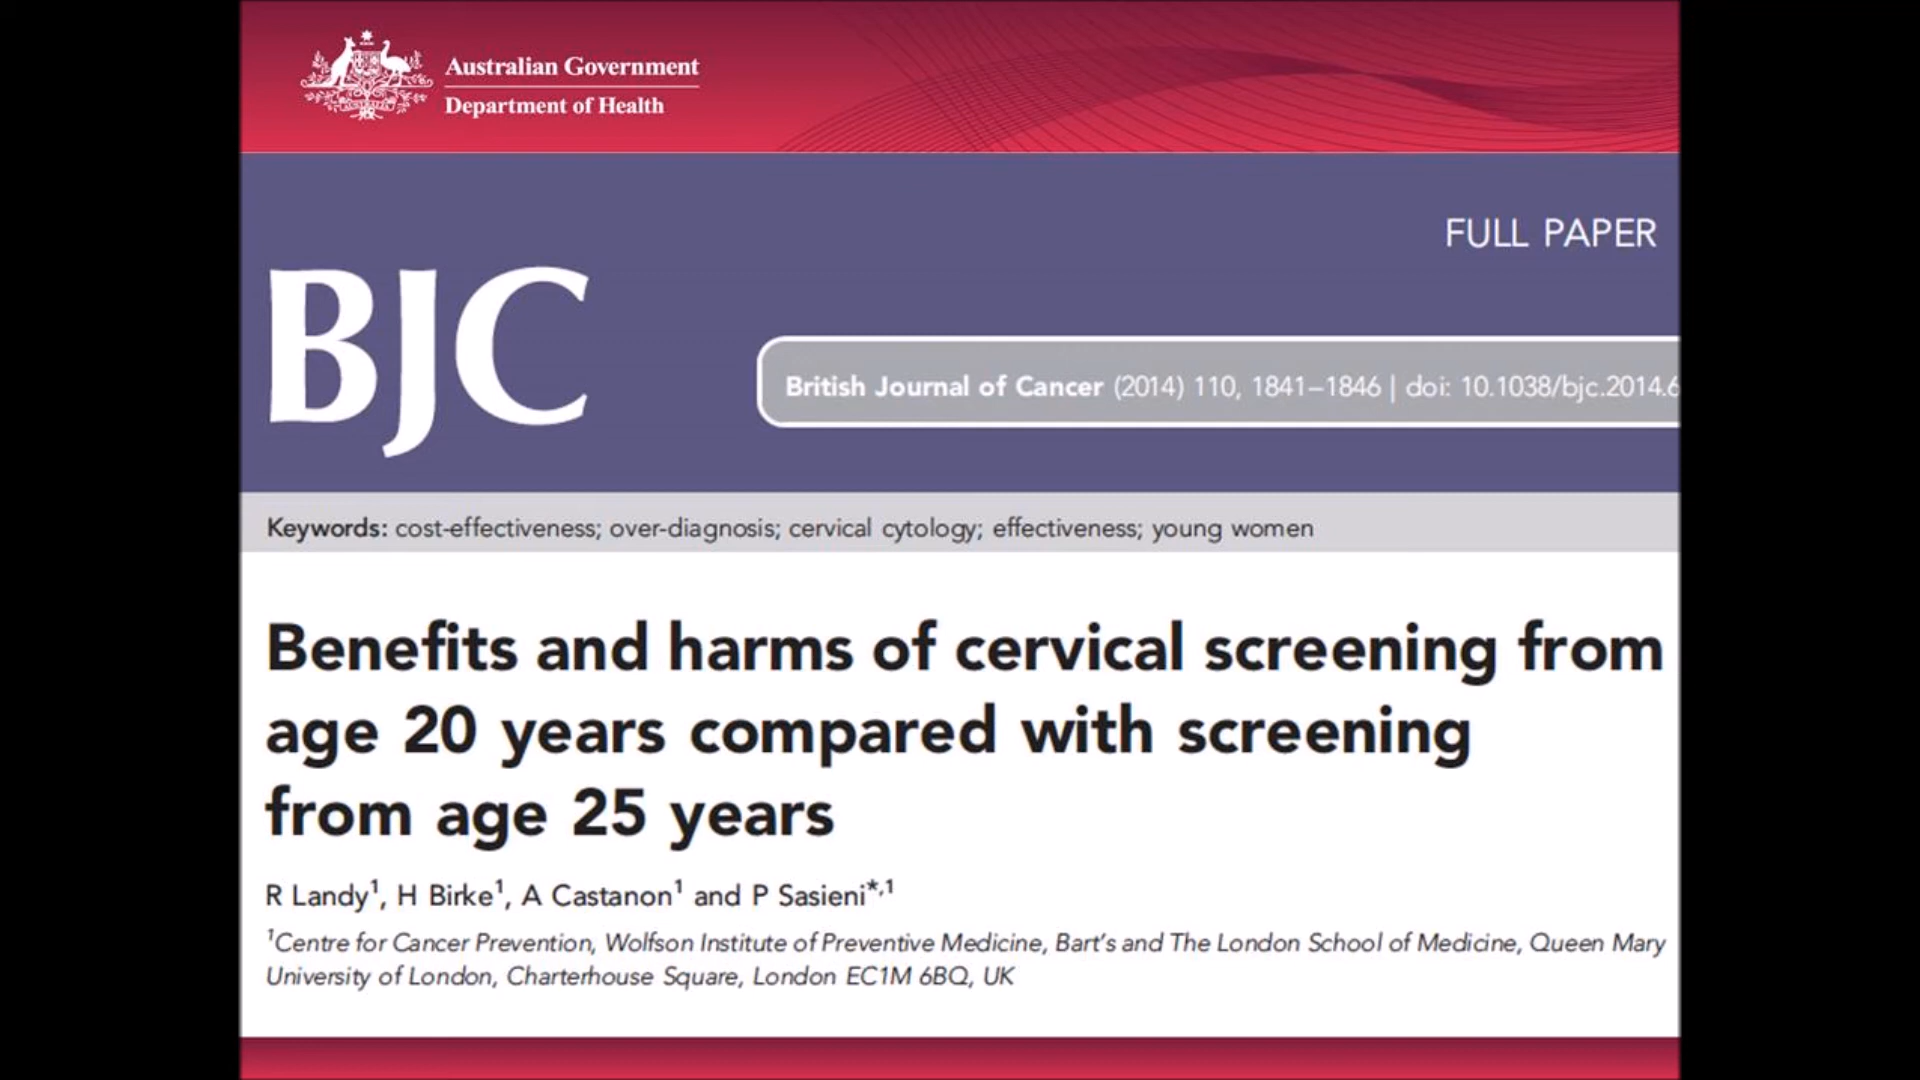 Australian Government
Department of Health
FULL PAPER
BJC
British Journal of Cancer (2014) 110, 1841–1846 | doi: 10.1038/bjc.2014.6
Keywords: cost-effectiveness; over-diagnosis; cervical cytology; effectiveness; young women
Benefits and harms of cervical screening from
age 20 years compared with screening
from age 25 years
R Landy1, H Birke1, A Castanon1 and P Sasieni*,1
1Centre for Cancer Prevention, Wolfson Institute of Preventive Medicine, Bart's and The London School of Medicine, Queen Mary
University of London, Charterhouse Square, London EC1M 6BQ, UK